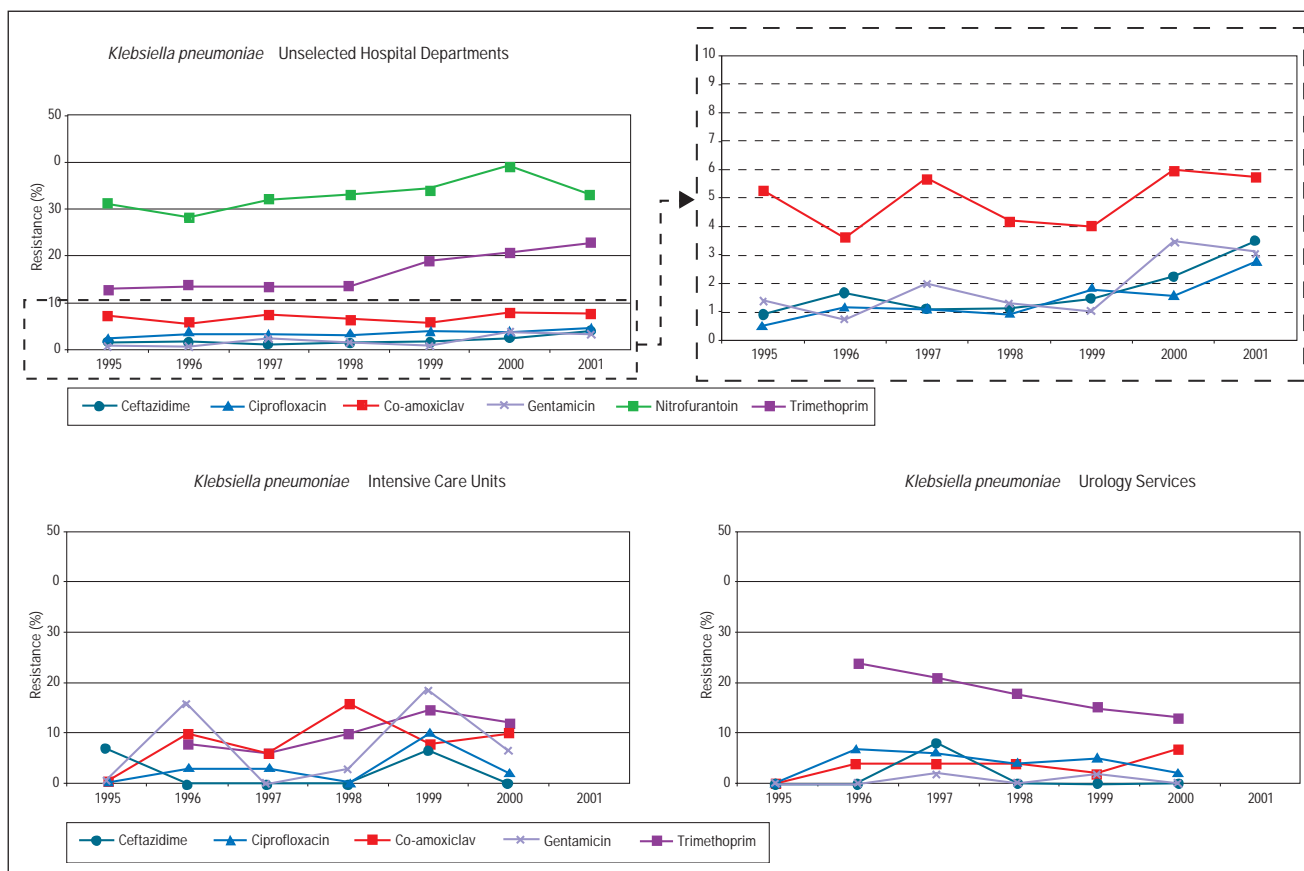 Klebsiella pneumoniae Unselected Hospital Departments
50
0
30
20
10
0
Resistance (%)
1995 1996 1997 1998 1999 2000 2001
10
9
8
7
6
5
4
3
2
1
0
1995 1996 1997 1998 1999 2000 2001
Ceftazidime Ciprofloxacin Co-amoxiclav Gentamicin Nitrofurantoin Trimethoprim
Klebsiella pneumoniae Intensive Care Units
50
0
30
20
10
0
Resistance (%)
1995 1996 1997 1998 1999 2000 2001
Klebsiella pneumoniae Urology Services
50
0
30
20
10
0
Resistance (%)
1995 1996 1997 1998 1999 2000 2001
Ceftazidime Ciprofloxacin Co-amoxiclav Gentamicin Trimethoprim